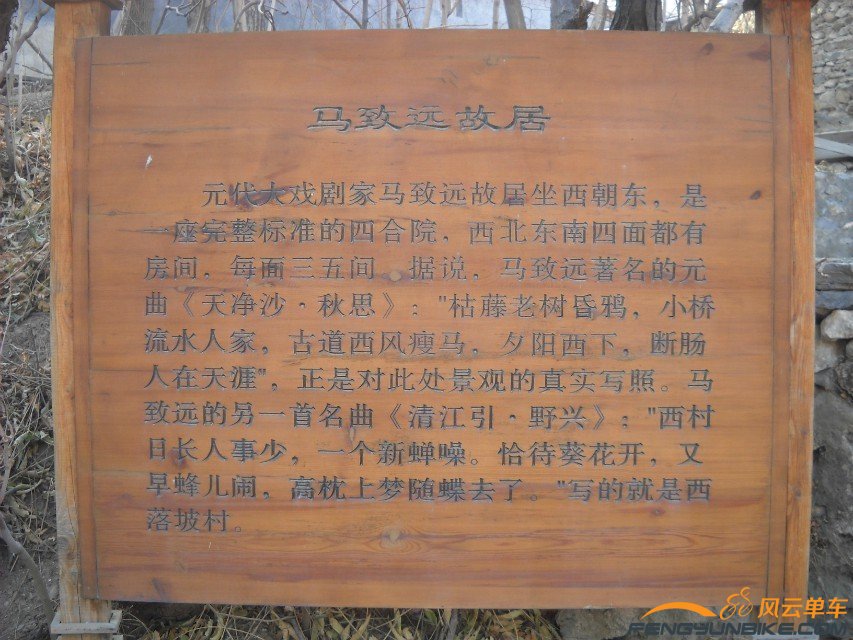 马致远故居
元代大戏剧家马致远故居坐西朝东，是
一座完整标准的四合院，西北东南四面都有
房间，每面三五间。据说，马致远著名的元
曲《天净沙·秋思》："枯藤老树昏鸦，小桥
流水人家，古道西风瘦马，夕阳西下，断肠
人在天涯"，正是对此处景观的真实写照。马
致远的另一首名曲《清江引·野兴》："西村
日长人事少，一个新蝉噪。恰待葵花开，又
早蜂儿闹，高枕上梦随蝶去了。"写的就是西
落坡村。
风云单车
FENGYUNBIKE.COM